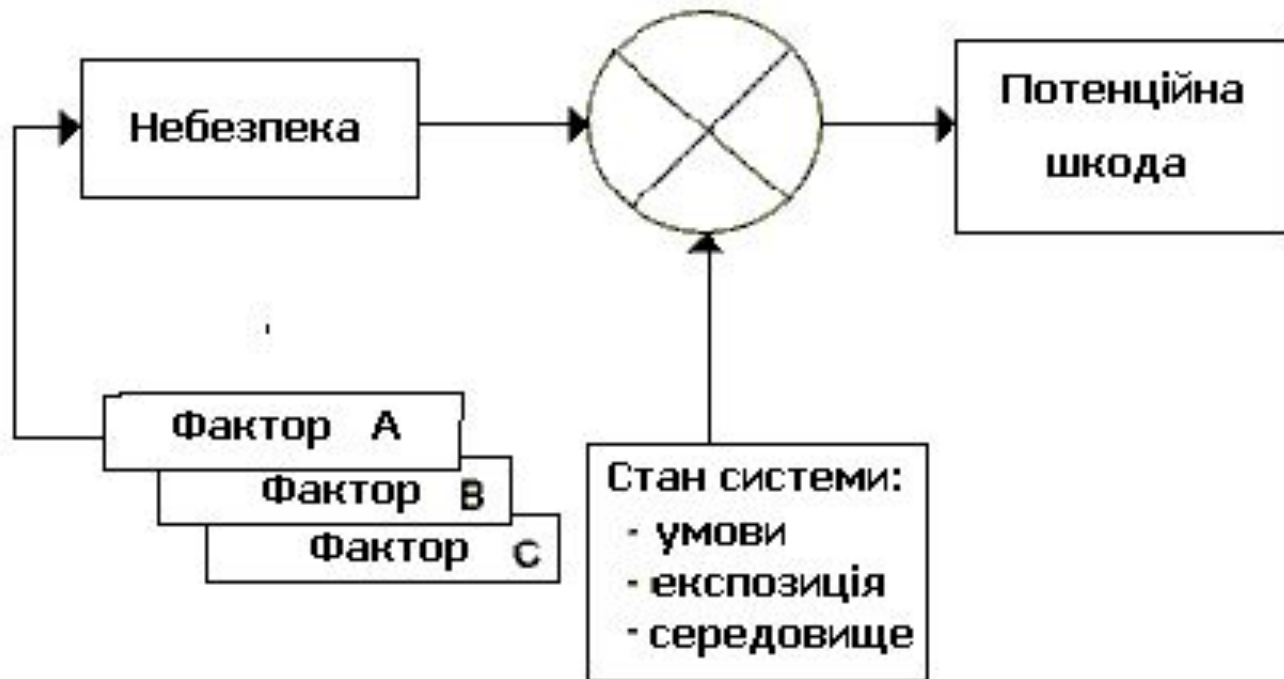 Небезпека
Потенційна
шкода
Фактор А
Фактор В
Фактор С
Стан системи:
- умови
- експозиція
- середовище